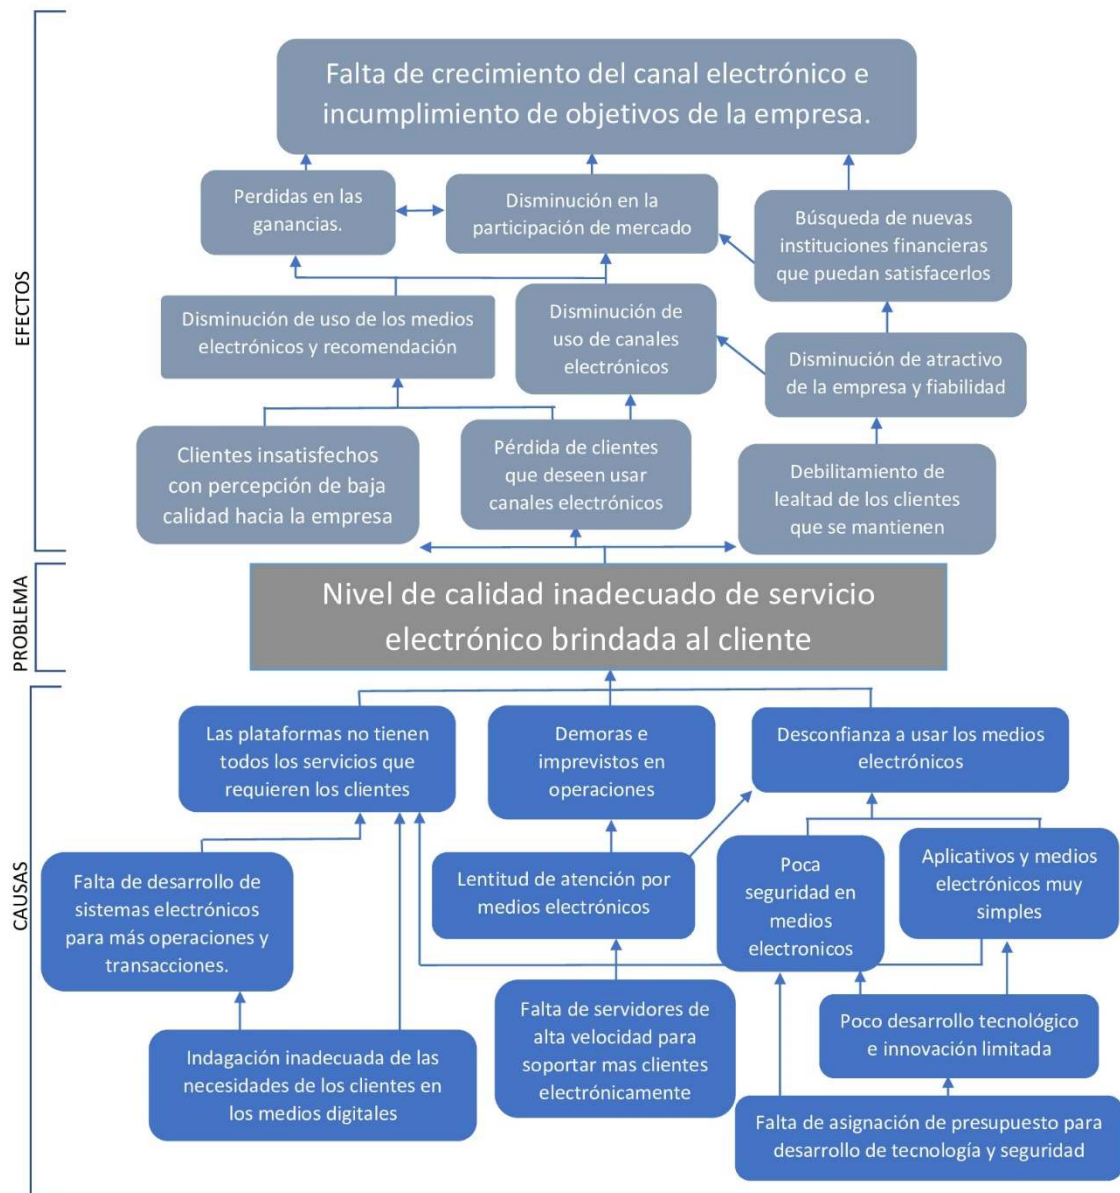 EFECTOS
Falta de crecimiento del canal electrónico e
incumplimiento de objetivos de la empresa.
Perdidas en las
ganancias.
Disminución en la
participación de mercado
Búsqueda de nuevas
instituciones financieras
que puedan satisfacerlos
Disminución de uso de los medios
electrónicos y recomendación
Disminución de
uso de canales
electrónicos
Disminución de atractivo
de la empresa y fiabilidad
Clientes insatisfechos
con percepción de baja
calidad hacia la empresa
Pérdida de clientes
que deseen usar
canales electrónicos
Debilitamiento de
lealtad de los clientes
que se mantienen
PROBLEMA
Nivel de calidad inadecuado de servicio
electrónico brindada al cliente
CAUSAS
Las plataformas no tienen
todos los servicios que
requieren los clientes
Demoras e
imprevistos en
operaciones
Desconfianza a usar los medios
electrónicos
Falta de desarrollo de
sistemas electrónicos
para más operaciones y
transacciones.
Lentitud de atención por
medios electrónicos
Poca
seguridad en
medios
electronicos
Aplicativos y medios
electrónicos muy
simples
Indagación inadecuada de las
necesidades de los clientes en
los medios digitales
Falta de servidores de
alta velocidad para
soportar mas clientes
electrónicamente
Poco desarrollo tecnológico
e innovación limitada
Falta de asignación de presupuesto para
desarrollo de tecnología y seguridad